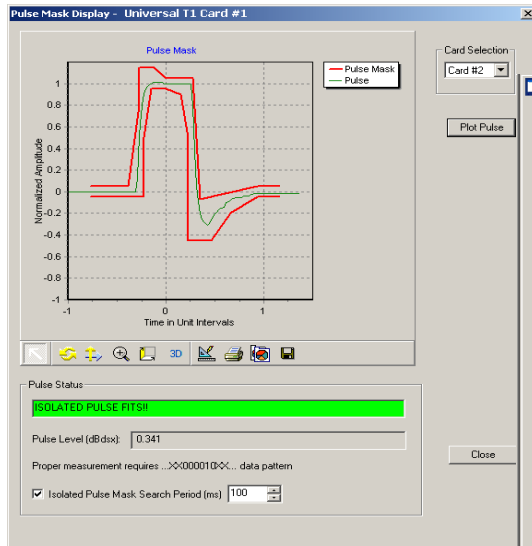 Pulse Mask Display - Universal T1 Card #1
Pulse Mask
Pulse Mask
Pulse
Normalized Amplitude
1
0.8
0.6
0.4
0.2
0
-0.2
-0.4
-0.6
-0.8
-1
-1
0
1
Time in Unit Intervals
3D
Card Selection
Card #2
Plot Pulse
Pulse Status
ISOLATED PULSE FITS!!
Pulse Level (dBdsx): 0.341
Proper measurement requires ...XX000010XX... data pattern
Isolated Pulse Mask Search Period (ms) 100
Close